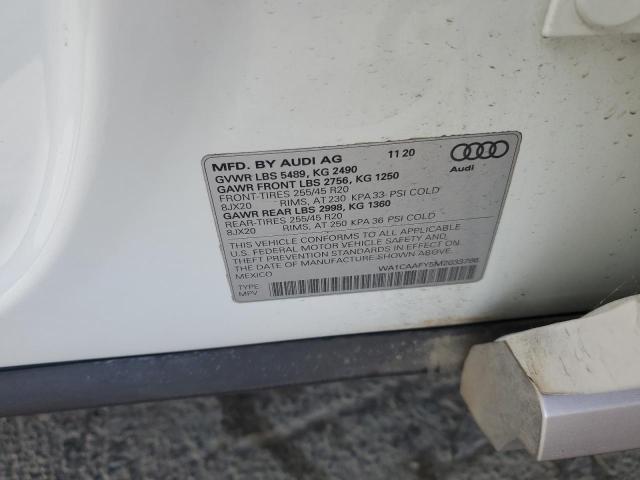 MFD. BY AUDI AG 11 20
GVWR LBS 5489, KG 2490
GAWR FRONT LBS 2756, KG 1250
FRONT-TIRES 255/45 R20
8JX20 RIMS, AT 230 KPA 33 PSI COLD
GAWR REAR LBS 2998, KG 1360
REAR-TIRES 255/45 R20
8JX20 RIMS, AT 250 KPA 36 PSI COLD
THIS VEHICLE CONFORMS TO ALL APPLICABLE
U.S. FEDERAL MOTOR VEHICLE SAFETY AND
THEFT PREVENTION STANDARDS IN EFFECT ON
THE DATE OF MANUFACTURE SHOWN ABOVE
MEXICO
TYPE
MPV
Audi